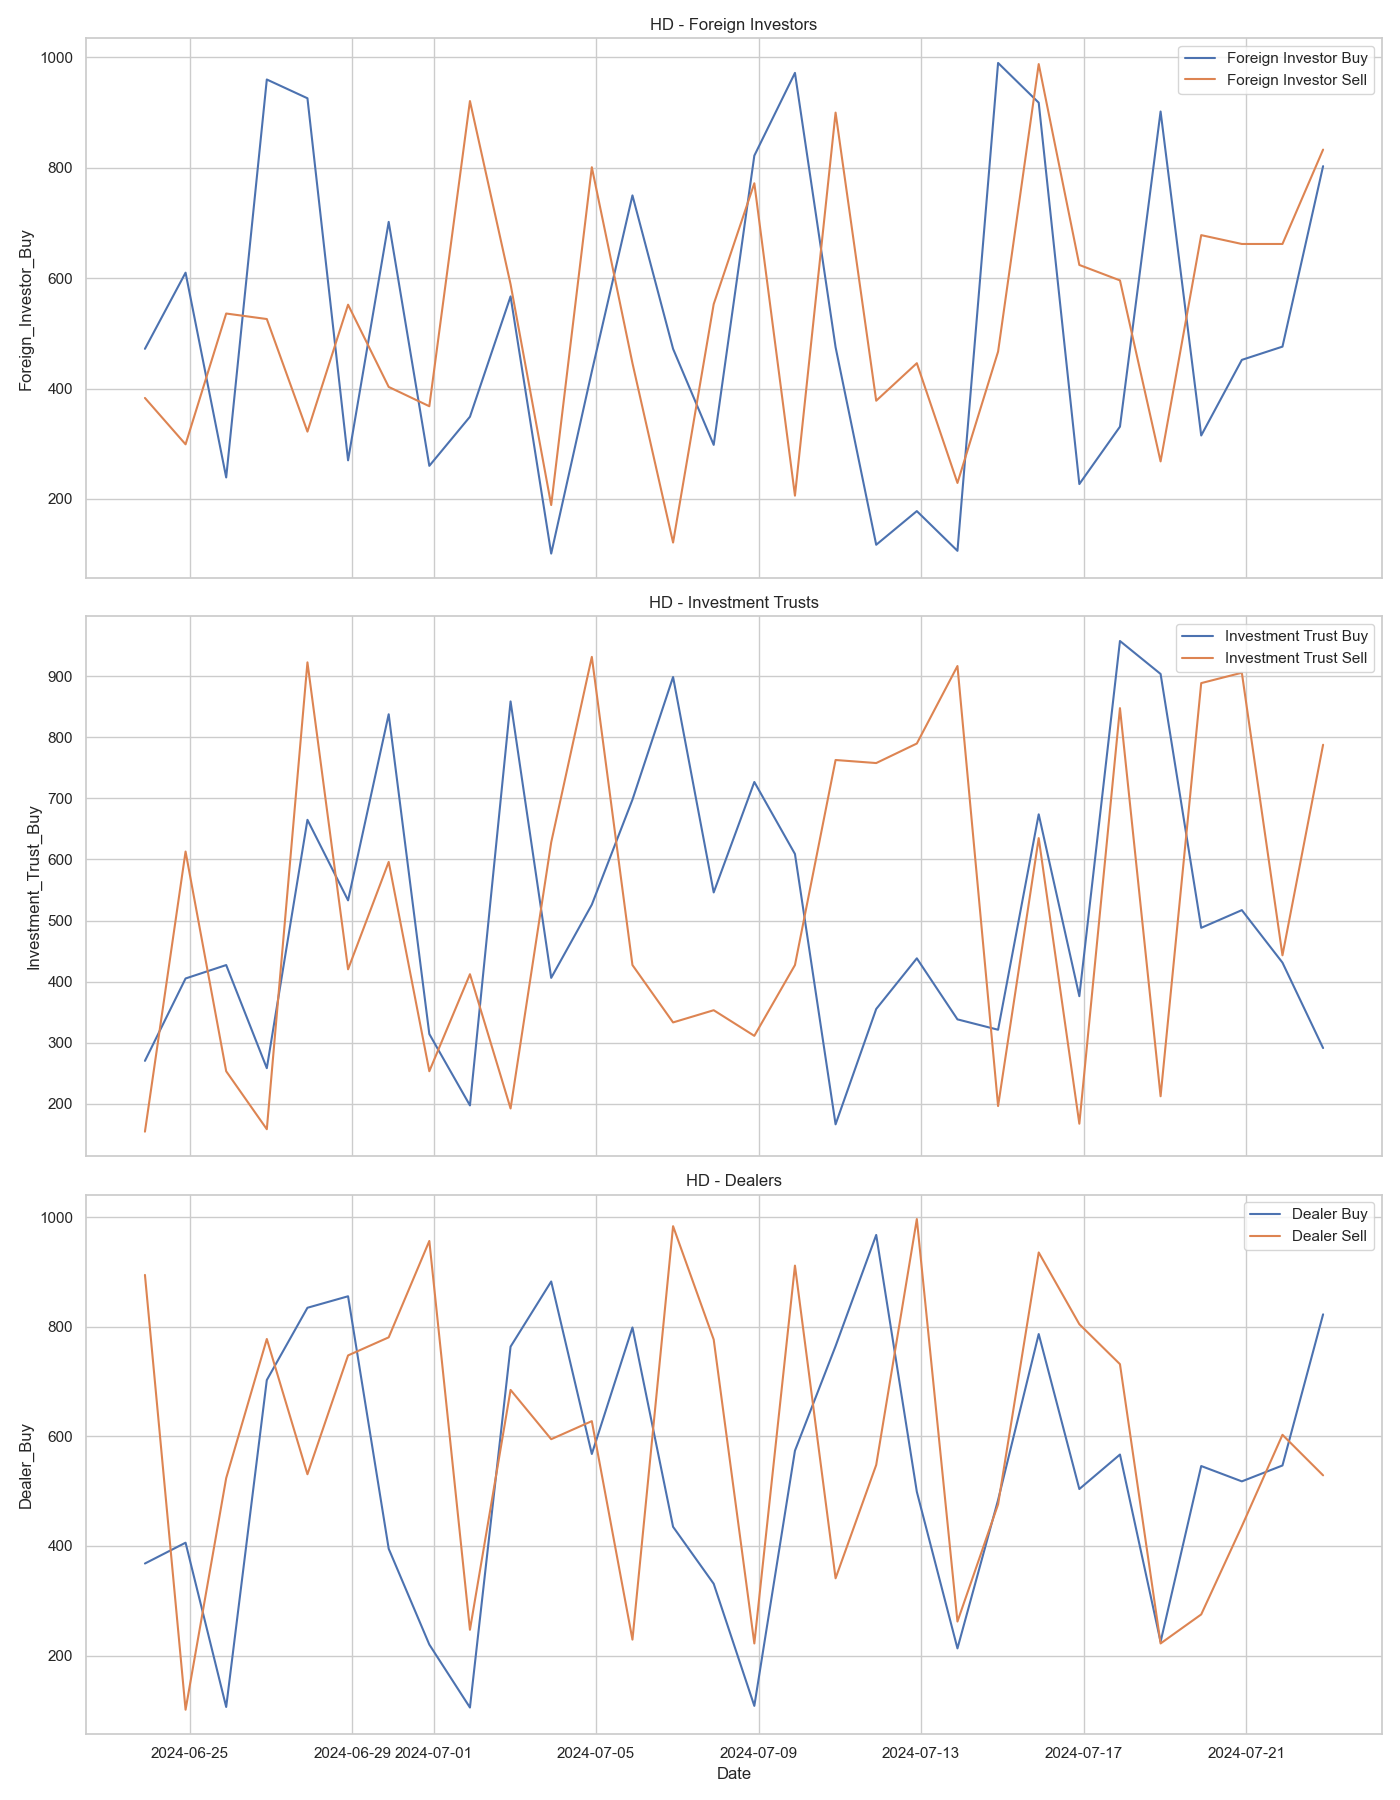 HD - Foreign Investors
Foreign Investor Buy
Foreign Investor Sell
Foreign_Investor_Buy
1000
800
600
400
200
HD - Investment Trusts
Investment Trust Buy
Investment Trust Sell
Investment_Trust_Buy
900
800
700
600
500
400
300
200
HD - Dealers
Dealer Buy
Dealer Sell
Dealer_Buy
1000
800
600
400
200
2024-06-25 2024-06-29 2024-07-01 2024-07-05 2024-07-09 2024-07-13 2024-07-17 2024-07-21
Date